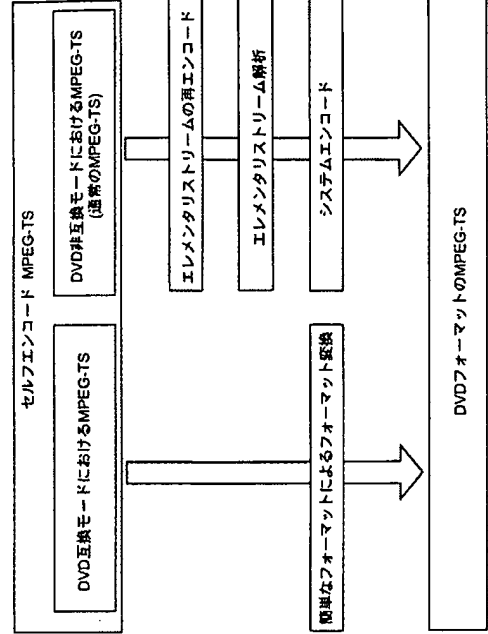 セルフエンコード MPEG-TS
DVD互換モードにおけるMPEG-TS
DVD非互換モードにおけるMPEG-TS
(通常のMPEG-TS)
エレメンタリストリームの再エンコード
エレメンタリストリーム解析
システムエンコード
簡単なフォーマットによるフォーマット変換
DVDフォーマットのMPEG-TS